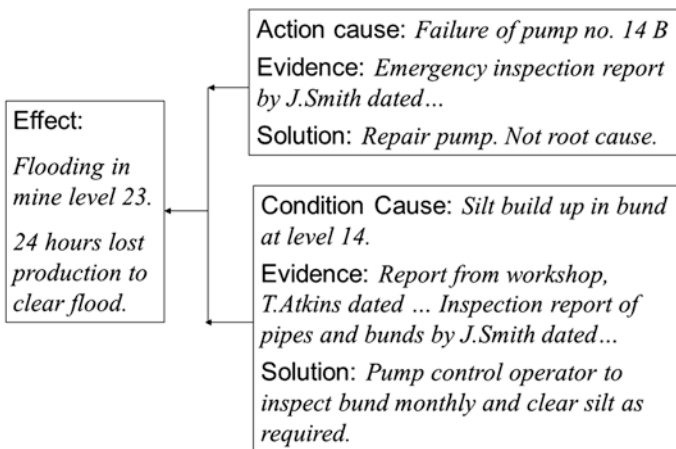 Effect:
Flooding in
mine level 23.
24 hours lost
production to
clear flood.
Action cause: Failure of pump no. 14 B
Evidence: Emergency inspection report
by J.Smith dated…
Solution: Repair pump. Not root cause.
Condition Cause: Silt build up in bund
at level 14.
Evidence: Report from workshop,
T.Atkins dated … Inspection report of
pipes and bunds by J.Smith dated…
Solution: Pump control operator to
inspect bund monthly and clear silt as
required.